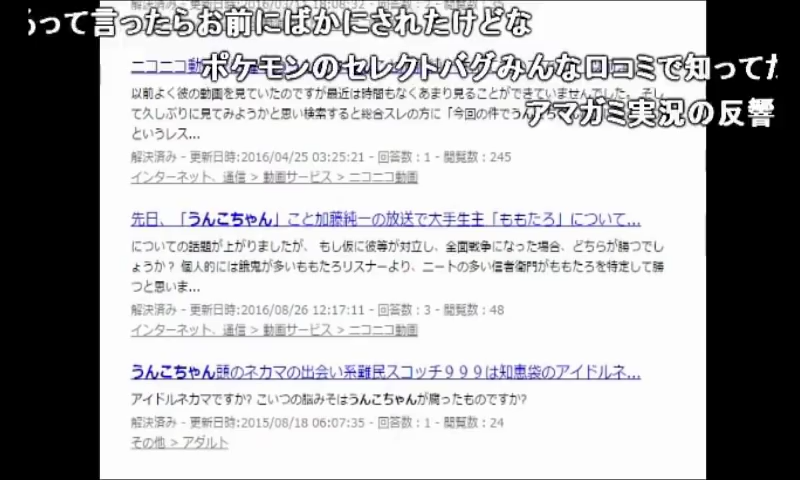 って言ったらお前にばかにされたけどな
ポケモンのセレクトバグみんな口コミで知ってた
アマガミ実況の反響
ニコニコ動
以前よく彼の動画を見ていたのですが最近は時間もなくあまり見ることができていませんでした。そし
て久しぶりに見てみようかと思い検索すると総合スレの方に「今回の件でうん
というレス...
解決済み - 更新日時:2016/04/25 03:25:21 - 回答数：1 - 閲覧数：245
インターネット、通信 > 動画サービス > ニコニコ動画
先日、「うんこちゃん」こと加藤純一の放送で大手生主「ももたろ」について...
についての話題が上がりましたが、 もし仮に彼等が対立し、全面戦争になった場合、どちらが勝つでし
ょうか？ 個人的には餓鬼が多いももたろリスナーより、ニートの多い信者衛門がももたろを特定して勝
つと思いま...
解決済み - 更新日時:2016/08/26 12:17:11 - 回答数：3 - 閲覧数：48
インターネット、通信 > 動画サービス > ニコニコ動画
うんこちゃん頭のネカマの出会い系難民スコッチ９９９は知恵袋のアイドルネ...
アイドルネカマですか? こいつの脳みそはうんこちゃんが腐ったものですか?
解決済み - 更新日時:2015/08/18 06:07:35 - 回答数：1 - 閲覧数：24
その他 > アダルト